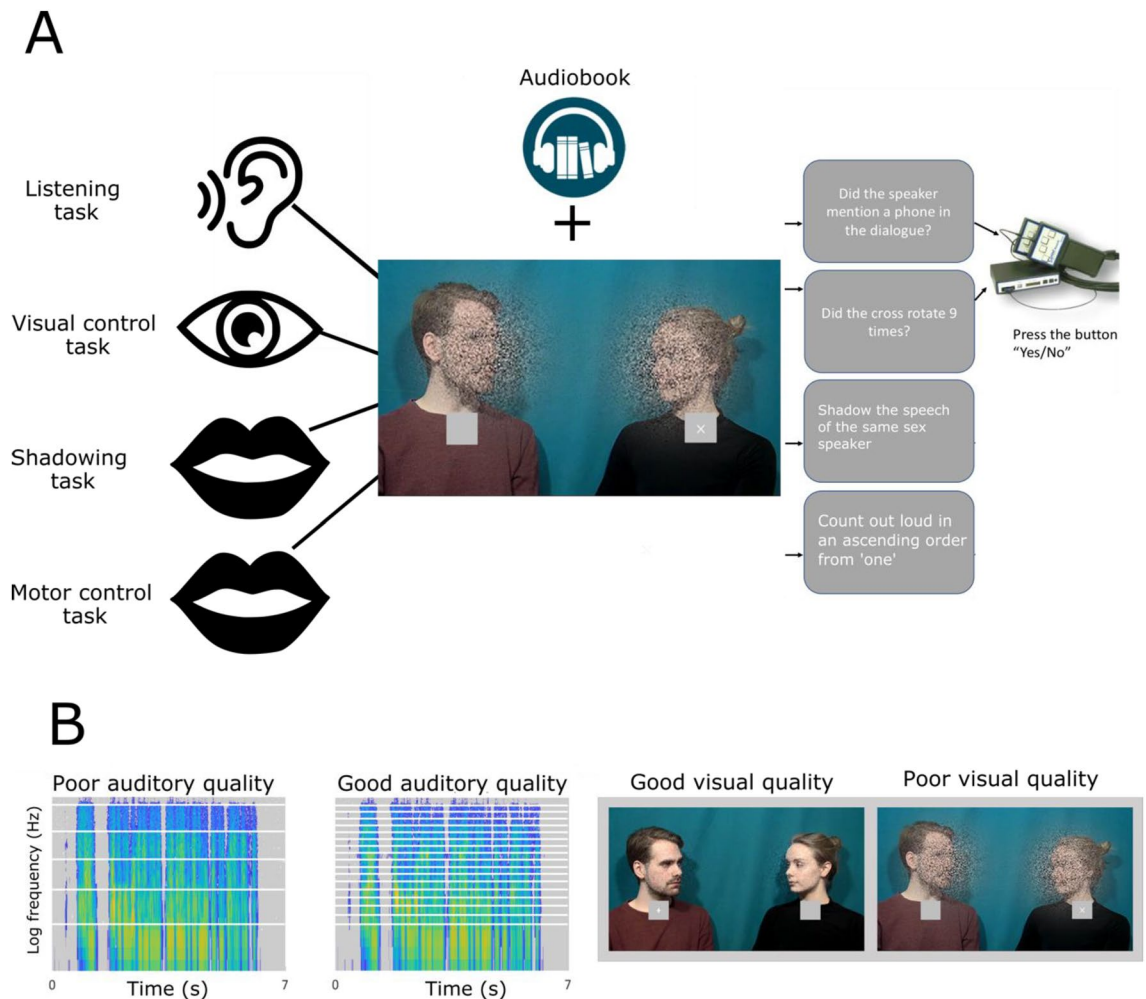 A
Audiobook
+
Listening
task
Visual control
task
Shadowing
task
Motor control
task
Did the speaker
mention a phone in
the dialogue?
Did the cross rotate 9
times?
Shadow the speech
of the same sex
speaker
Count out loud in
an ascending order
from 'one'
Press the button
“Yes/No”
B
Poor auditory quality
Log frequency (Hz)
0
Time (s)
7
Good auditory quality
0
Time (s)
7
Good visual quality
Poor visual quality